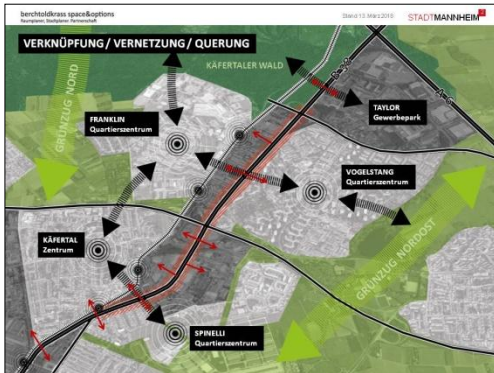 berchtoldkrass space&options
Raumplaner, Stadtplaner. Partnerschaft
Stand 13. März 2018
STADTMANNHEIM²
VERKNÜPFUNG / VERNETZUNG / QUERUNG
KÄFERTALER WALD
GRÜNZUG NORD
TAYLOR
Gewerbepark
FRANKLIN
Quartierszentrum
VOGELSTANG
Quartierszentrum
KÄFERTAL
Zentrum
GRÜNZUG NORDOST
SPINELLI
Quartierszentrum